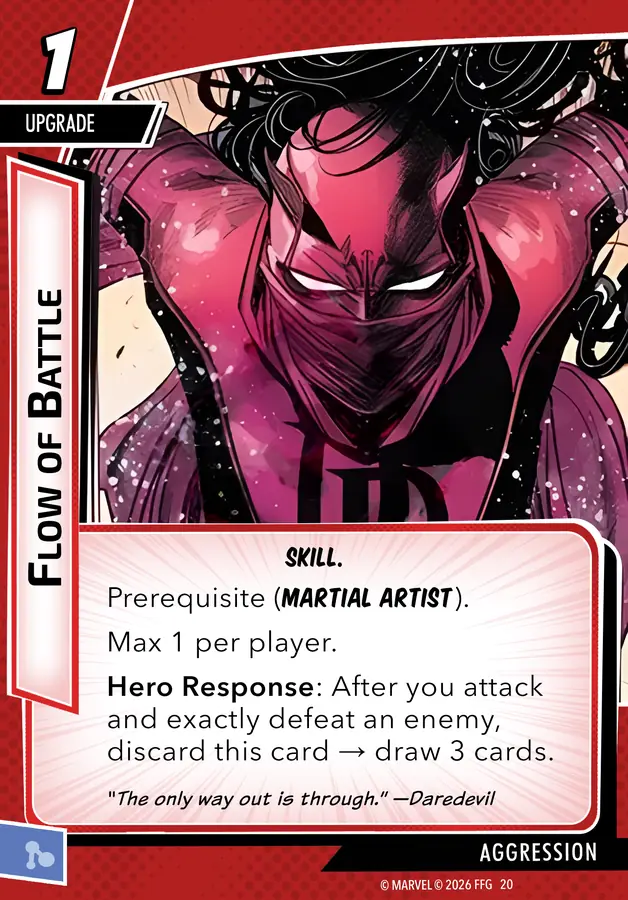 1
UPGRADE
FLOW OF BATTLE
SKILL.
Prerequisite (MARTIAL ARTIST).
Max 1 per player.
Hero Response: After you attack
and exactly defeat an enemy,
discard this card → draw 3 cards.
"The only way out is through." —Daredevil
AGGRESSION
© MARVEL © 2026 FFG 20